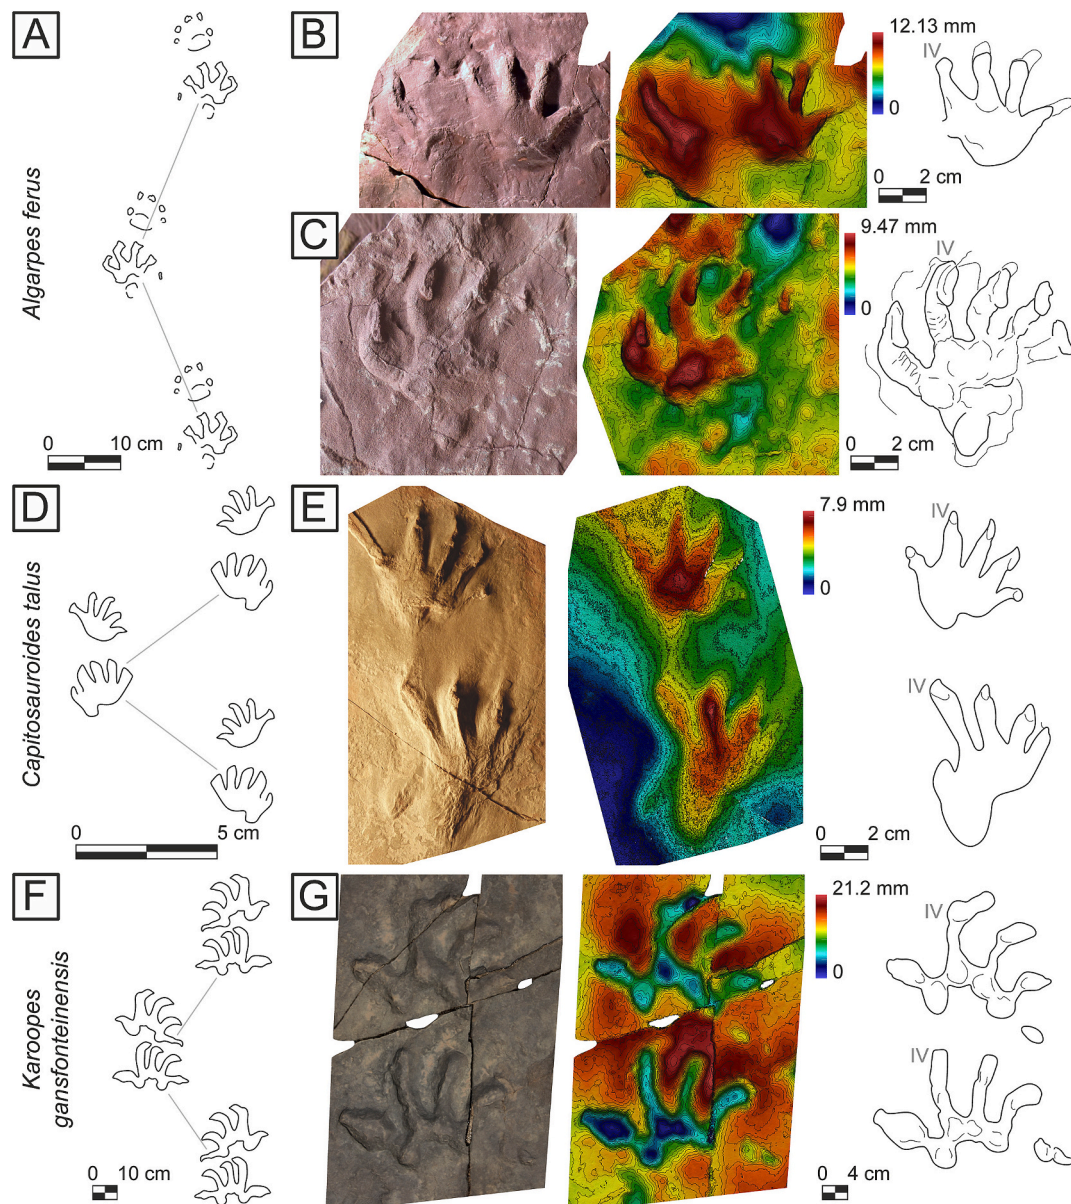 A
Algarpes ferus
0
10 cm
B
12.13 mm
0
IV
0
2 cm
C
9.47 mm
0
IV
0
2 cm
D
Capitosauroides talus
0
5 cm
E
7.9 mm
0
IV
IV
0
2 cm
F
Karoopes
gansfonteinensis
0
10 cm
G
21.2 mm
0
IV
IV
0
4 cm